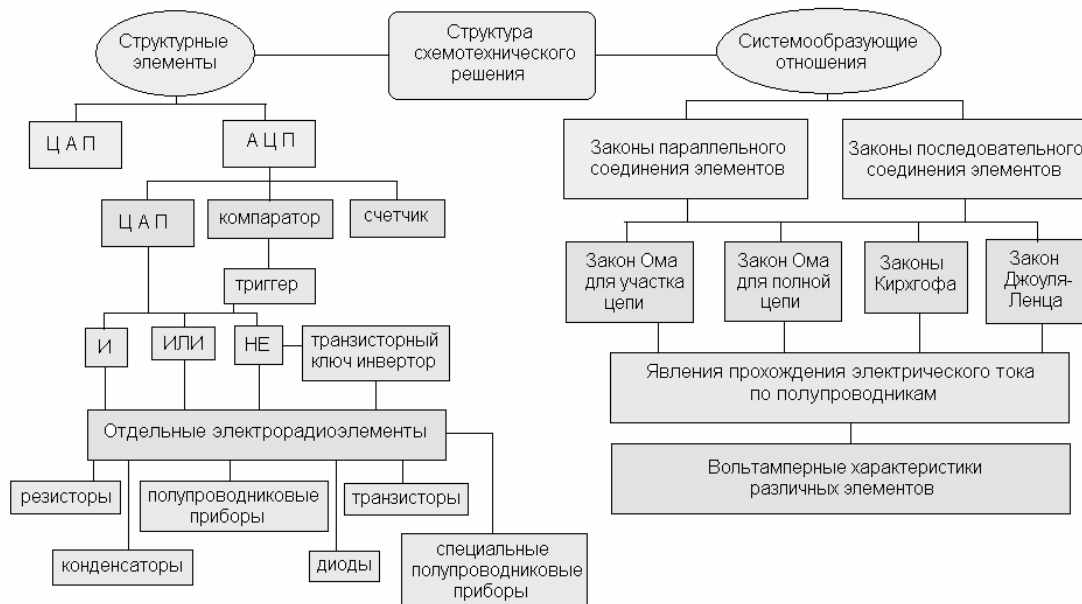 Структурные
элементы
Структура
схемотехнического
решения
Системообразующие
отношения
Ц А П
А Ц П
Законы параллельного
соединения элементов
Законы последовательного
соединения элементов
Ц А П
компаратор
счетчик
триггер
Закон Ома
для участка
цепи
Закон Ома
для полной
цепи
Законы
Кирхгофа
Закон
Джоуля-
Ленца
И
ИЛИ
НЕ
транзисторный
ключ инвертор
Явления прохождения электрического тока
по полупроводникам
Отдельные электрорадиоэлементы
Вольтамперные характеристики
различных элементов
резисторы
полупроводниковые
приборы
транзисторы
конденсаторы
диоды
специальные
полупроводниковые
приборы